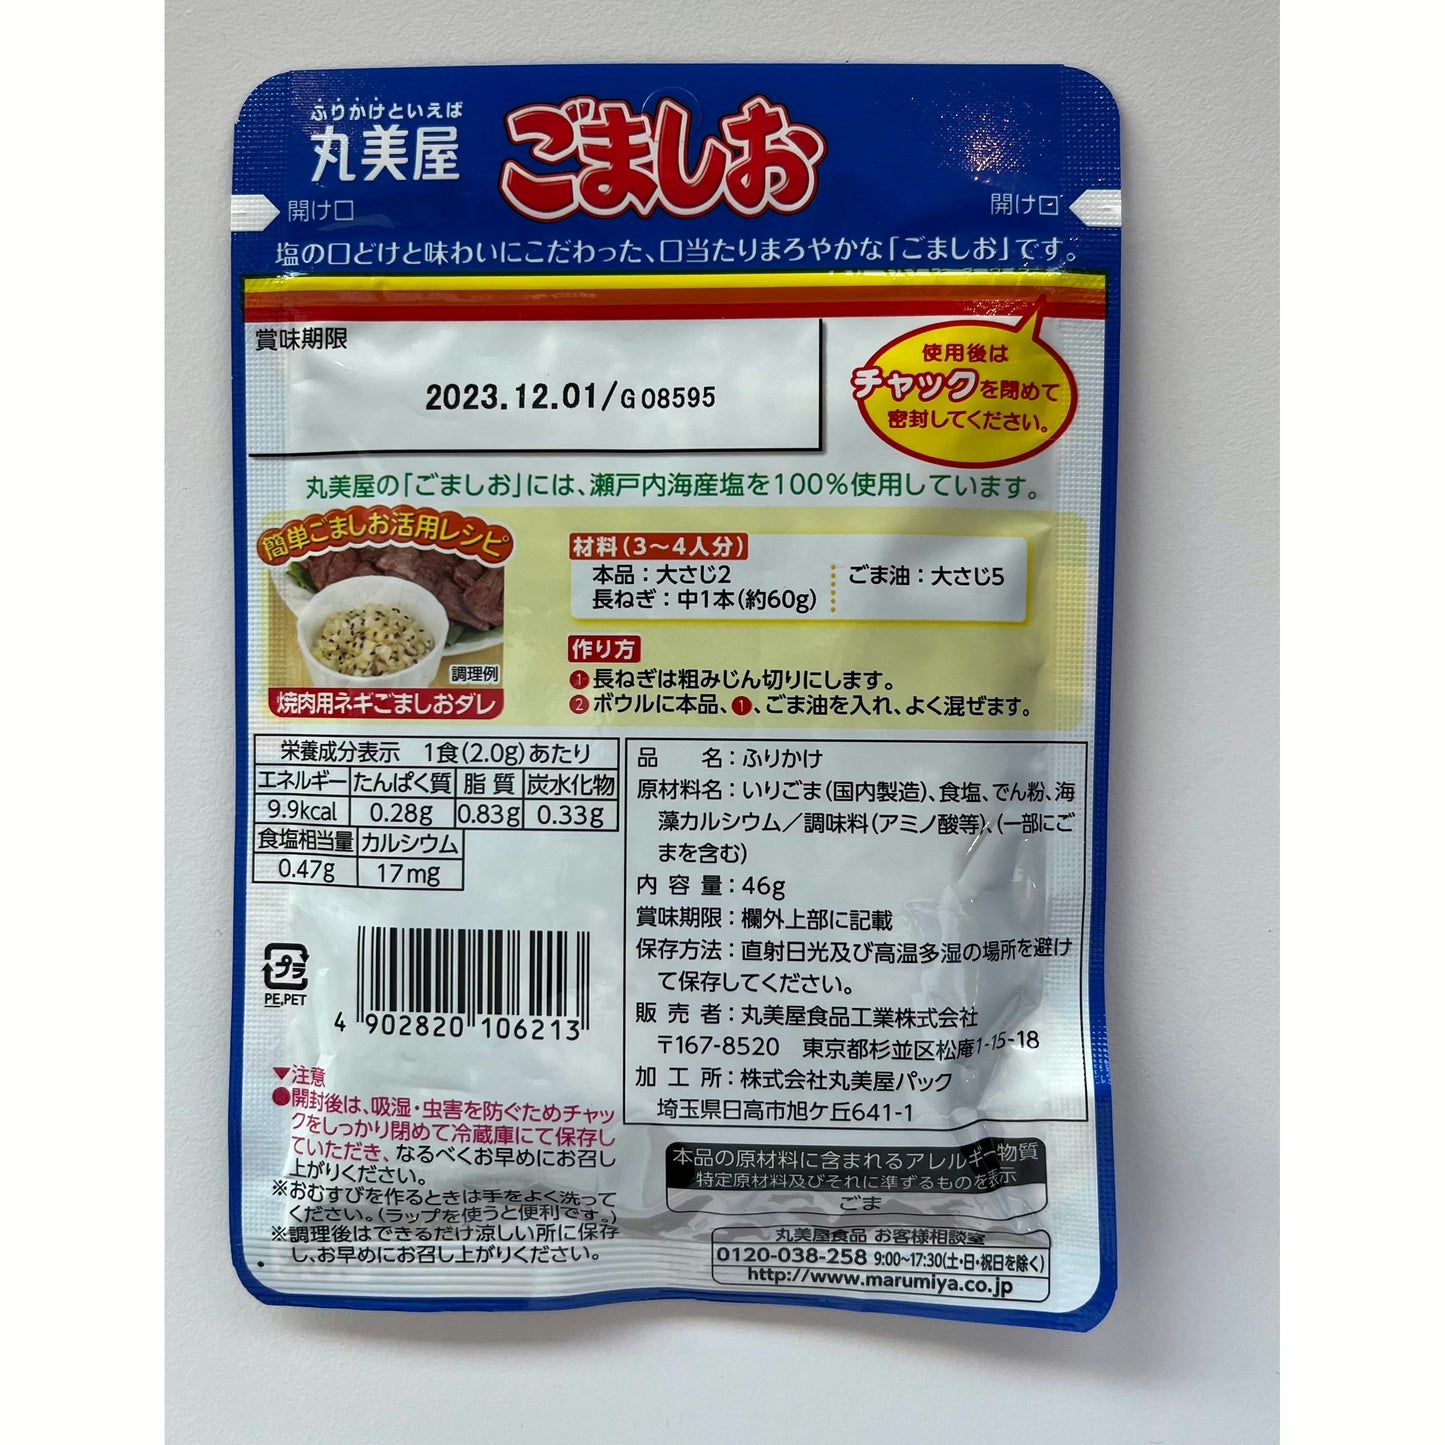 ふりかけといえば
丸美屋
ごましお
開け口
開け口
塩の口どけと味わいにこだわった、口当たりまろやかな「ごましお」です。
賞味期限
2023.12.01/G08595
使用後は
チャックを閉めて
密封してください。
丸美屋の「ごましお」には、瀬戸内海産塩を100%使用しています。
簡単ごましお活用レシピ
調理例
焼肉用ネギごましおダレ
材料(3〜4人分)
本品:大さじ2
長ねぎ:中1本(約60g)
ごま油:大さじ5
作り方
❶長ねぎは粗みじん切りにします。
❷ボウルに本品、❶、ごま油を入れ、よく混ぜます。
栄養成分表示 1食(2.0g)あたり
エネルギー たんぱく質 脂質 炭水化物
9.9kcal 0.28g 0.83g 0.33g
食塩相当量 カルシウム
0.47g 17mg
プラ
PE,PET
4 902820 106213
▼注意
●開封後は、吸湿・虫害を防ぐためチャッ
クをしっかり閉めて冷蔵庫にて保存し
ていただき、なるべくお早めにお召し
上がりください。
※おむすびを作るときは手をよく洗って
ください。(ラップを使うと便利です。)
※調理後はできるだけ涼しい所に保存
し、お早めにお召し上がりください。
品名:ふりかけ
原材料名:いりごま(国内製造)、食塩、でん粉、海
藻カルシウム/調味料(アミノ酸等)、(一部にご
まを含む)
内容量:46g
賞味期限:欄外上部に記載
保存方法:直射日光及び高温多湿の場所を避け
て保存してください。
販売者:丸美屋食品工業株式会社
〒167-8520 東京都杉並区松庵1-15-18
加工所:株式会社丸美屋パック
埼玉県日高市旭ケ丘641-1
本品の原材料に含まれるアレルギー物質
特定原材料及びそれに準ずるものを表示
ごま
丸美屋食品 お客様相談室
0120-038-258 9:00〜17:30(土・日・祝日を除く)
http://www.marumiya.co.jp